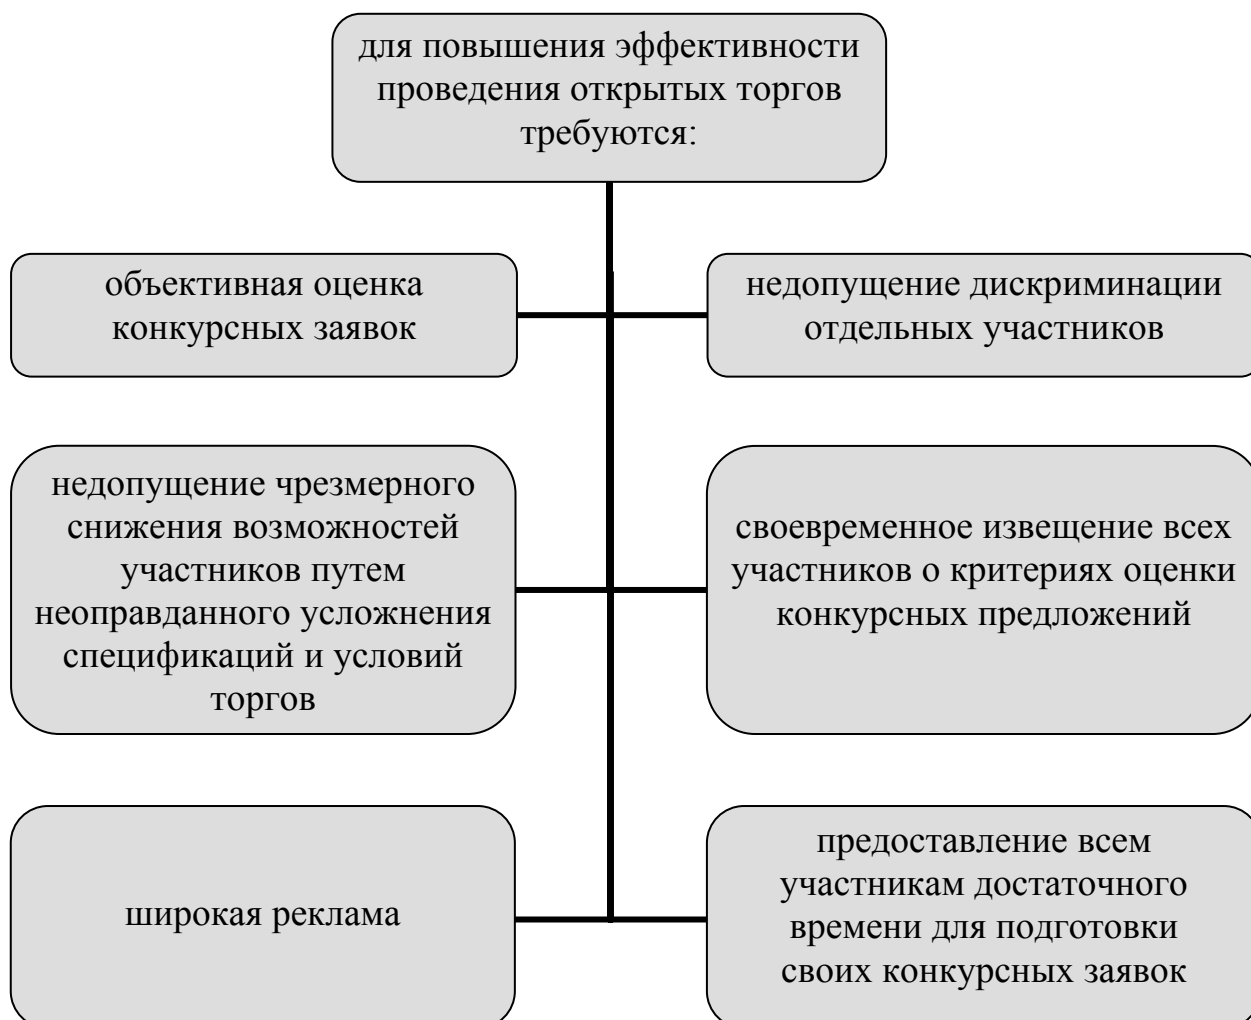 для повышения эффективности
проведения открытых торгов
требуются:
объективная оценка
конкурсных заявок
недопущение дискриминации
отдельных участников
недопущение чрезмерного
снижения возможностей
участников путем
неоправданного усложнения
спецификаций и условий
торгов
своевременное извещение всех
участников о критериях оценки
конкурсных предложений
широкая реклама
предоставление всем
участникам достаточного
времени для подготовки
своих конкурсных заявок